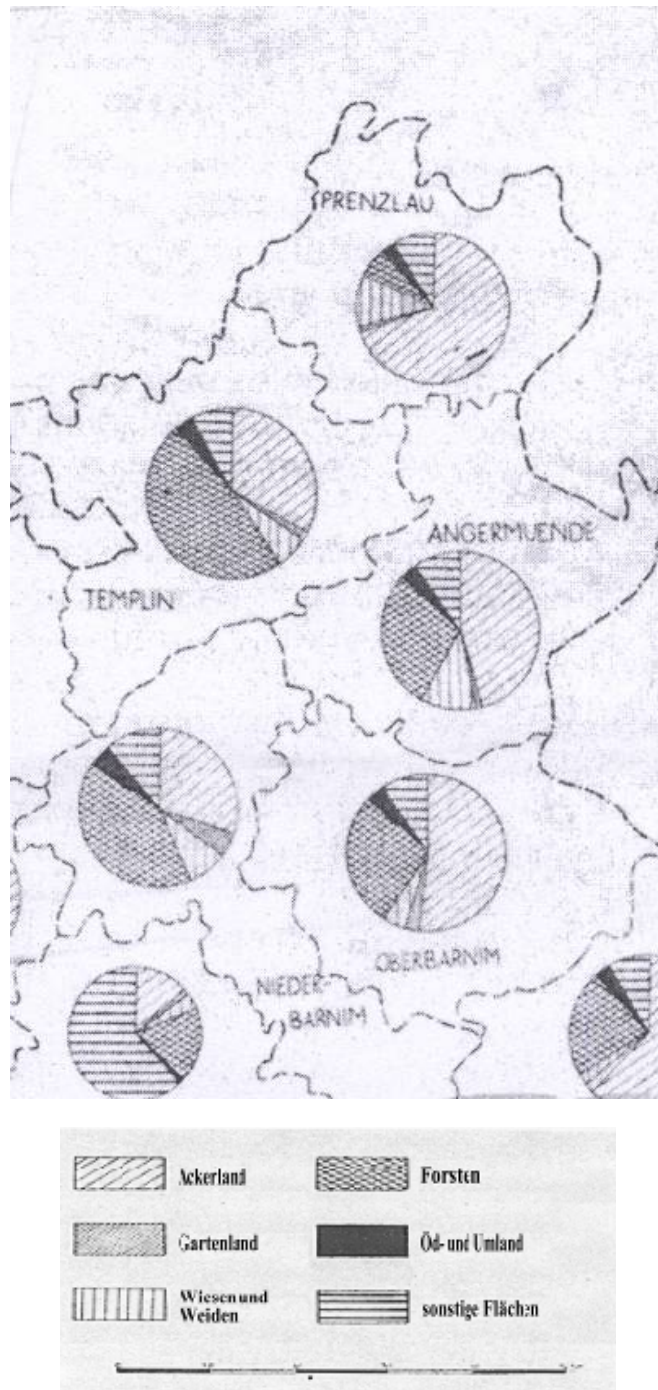 PRENZLAU
ANGERMUENDE
TEMPLIN
OBERBARNIM
NIEDER-
BARNIM
Ackerland
Forsten
Gartenland
Öd- und Umland
Wiesen und
Weiden
sonstige Flächen